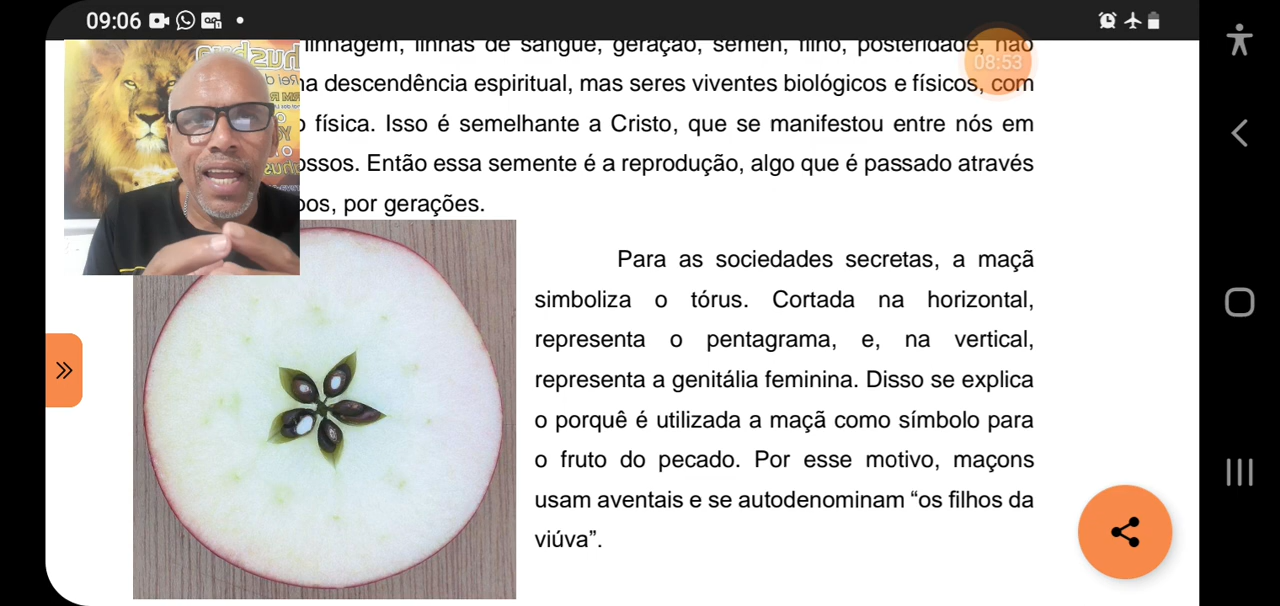 09:06
08:53
linhagem, linhas de sangue, geração, sêmen, filho, posteridade, não
descendência espiritual, mas seres viventes biológicos e físicos, com
física. Isso é semelhante a Cristo, que se manifestou entre nós em
ossos. Então essa semente é a reprodução, algo que é passado através
por gerações.
Para as sociedades secretas, a maçã
simboliza o tórus. Cortada na horizontal,
representa o pentagrama, e, na vertical,
representa a genitália feminina. Disso se explica
o porquê é utilizada a maçã como símbolo para
o fruto do pecado. Por esse motivo, maçons
usam aventais e se autodenominam “os filhos da
viúva”.